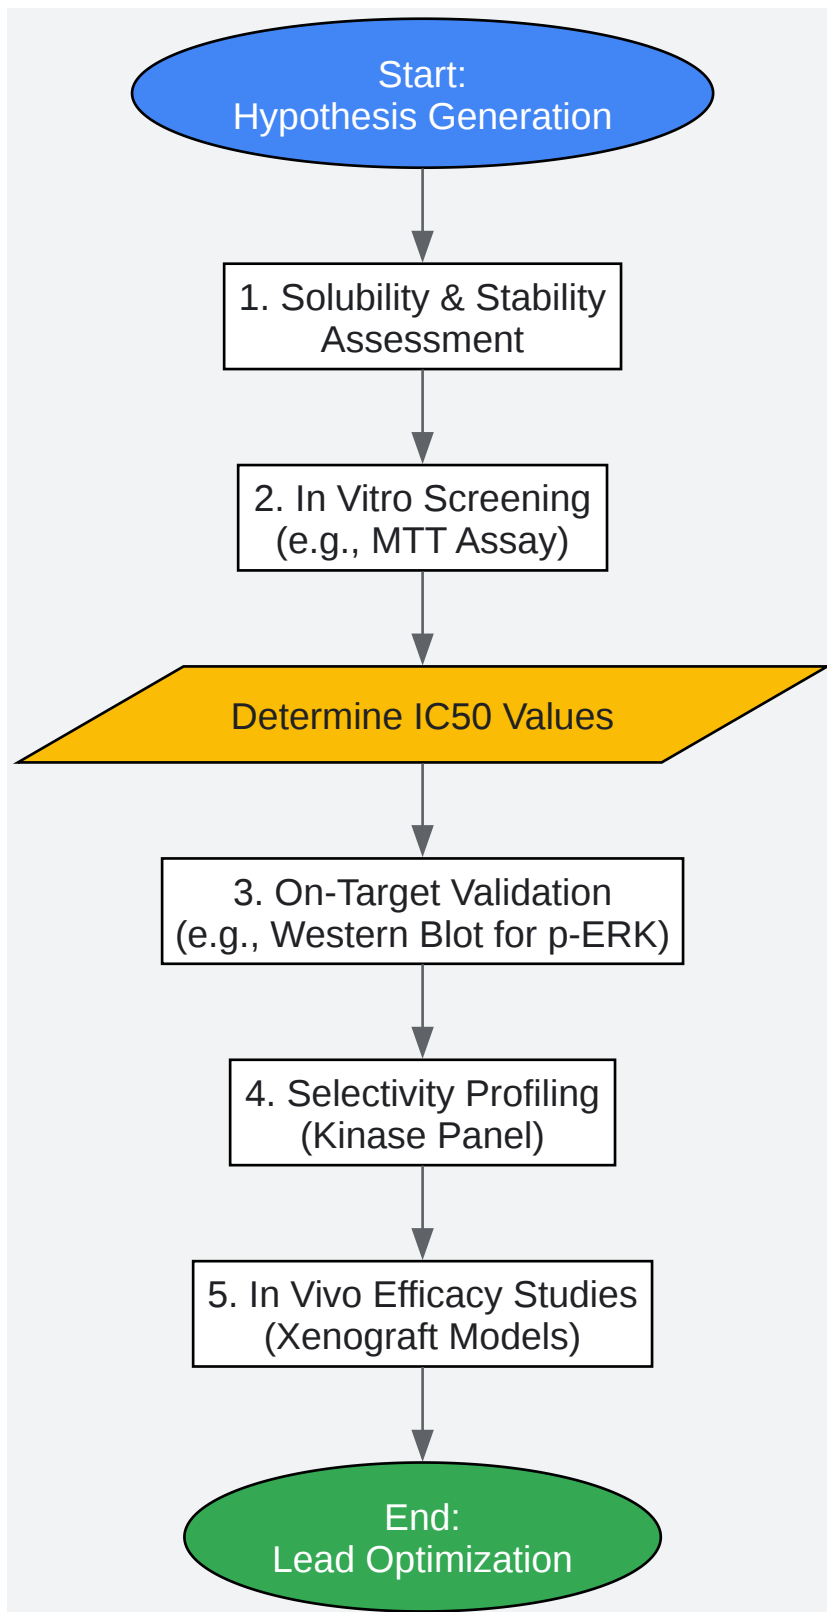 Start:
Hypothesis Generation
1. Solubility & Stability
Assessment
2. In Vitro Screening
(e.g., MTT Assay)
Determine IC50 Values
3. On-Target Validation
(e.g., Western Blot for p-ERK)
4. Selectivity Profiling
(Kinase Panel)
5. In Vivo Efficacy Studies
(Xenograft Models)
End:
Lead Optimization